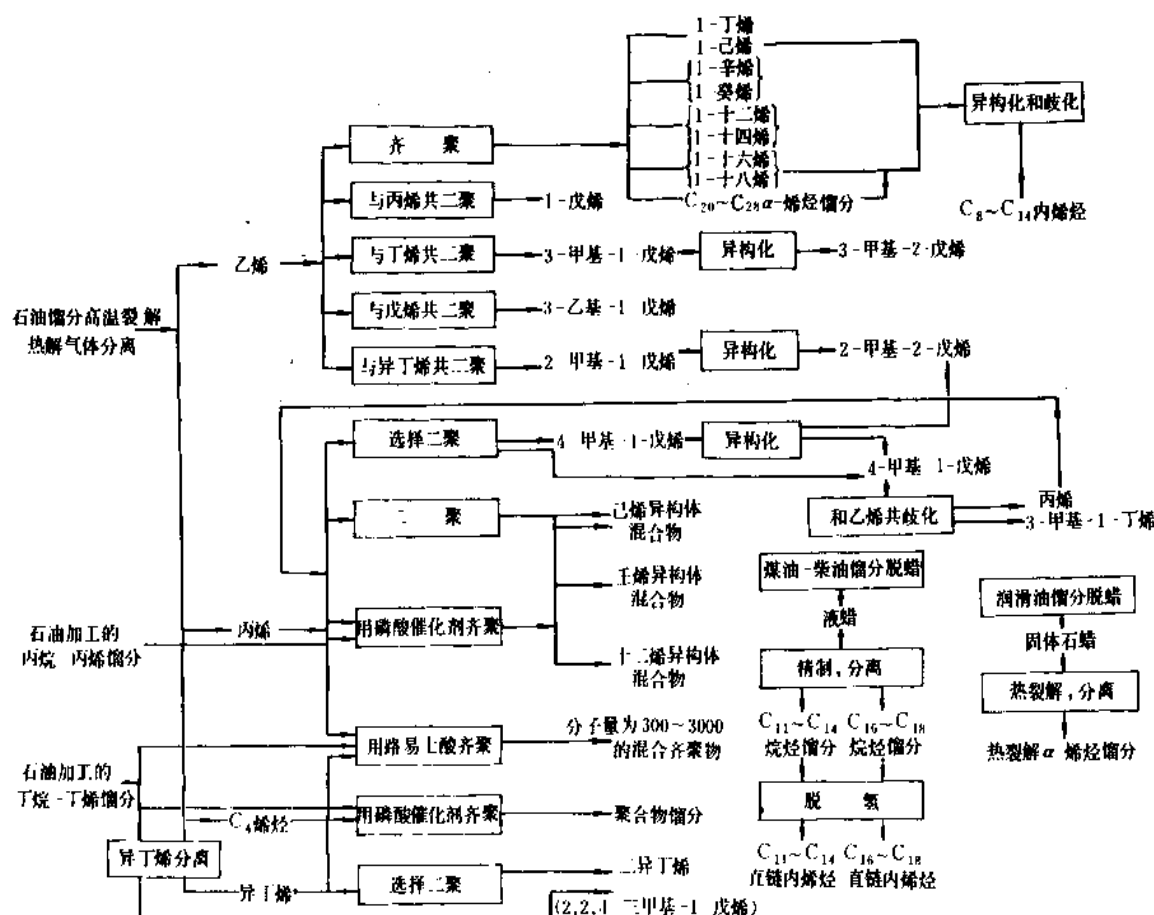 1-丁烯
1-己烯
1-辛烯
1-癸烯
1-十二烯
1-十四烯
1-十六烯
1-十八烯
C₂₀~C₂₈α-烯烃馏分
异构化和歧化
C₈~C₁₄内烯烃
齐 聚
与丙烯共二聚
1-戊烯
乙烯
与丁烯共二聚
3-甲基-1-戊烯
异构化
3-甲基-2-戊烯
石油馏分高温裂解
热解气体分离
与戊烯共二聚
3-乙基-1 戊烯
与异丁烯共二聚
2 甲基-1 戊烯
异构化
2-甲基-2-戊烯
选择二聚
4 甲基-1-戊烯
异构化
4-甲基 1-戊烯
聚
己烯异构体
混合物
和乙烯共歧化
丙烯
3-甲基-1-丁烯
壬烯异构体
混合物
煤油-柴油馏分脱蜡
液蜡
润滑油馏分脱蜡
固体石蜡
石油加工的
丙烷 丙烯馏分
丙烯
用磷酸催化剂齐聚
十二烯异构体
混合物
精制,分离
热裂解,分离
C₁₁~C₁₄
烷烃馏分
C₁₆~C₁₈
烷烃馏分
热裂解α 烯烃馏分
用路易士酸齐聚
分子量为300~3000
的混合齐聚物
石油加工的
丁烷-丁烯馏分
脱 氢
C₄烯烃
用磷酸催化剂齐聚
聚合物馏分
C₁₁~C₁₄
直链内烯烃
C₁₆~C₁₈
直链内烯烃
异丁烯分离
异丁烯
选择二聚
二异丁烯
(2,2,4 三甲基-1 戊烯)